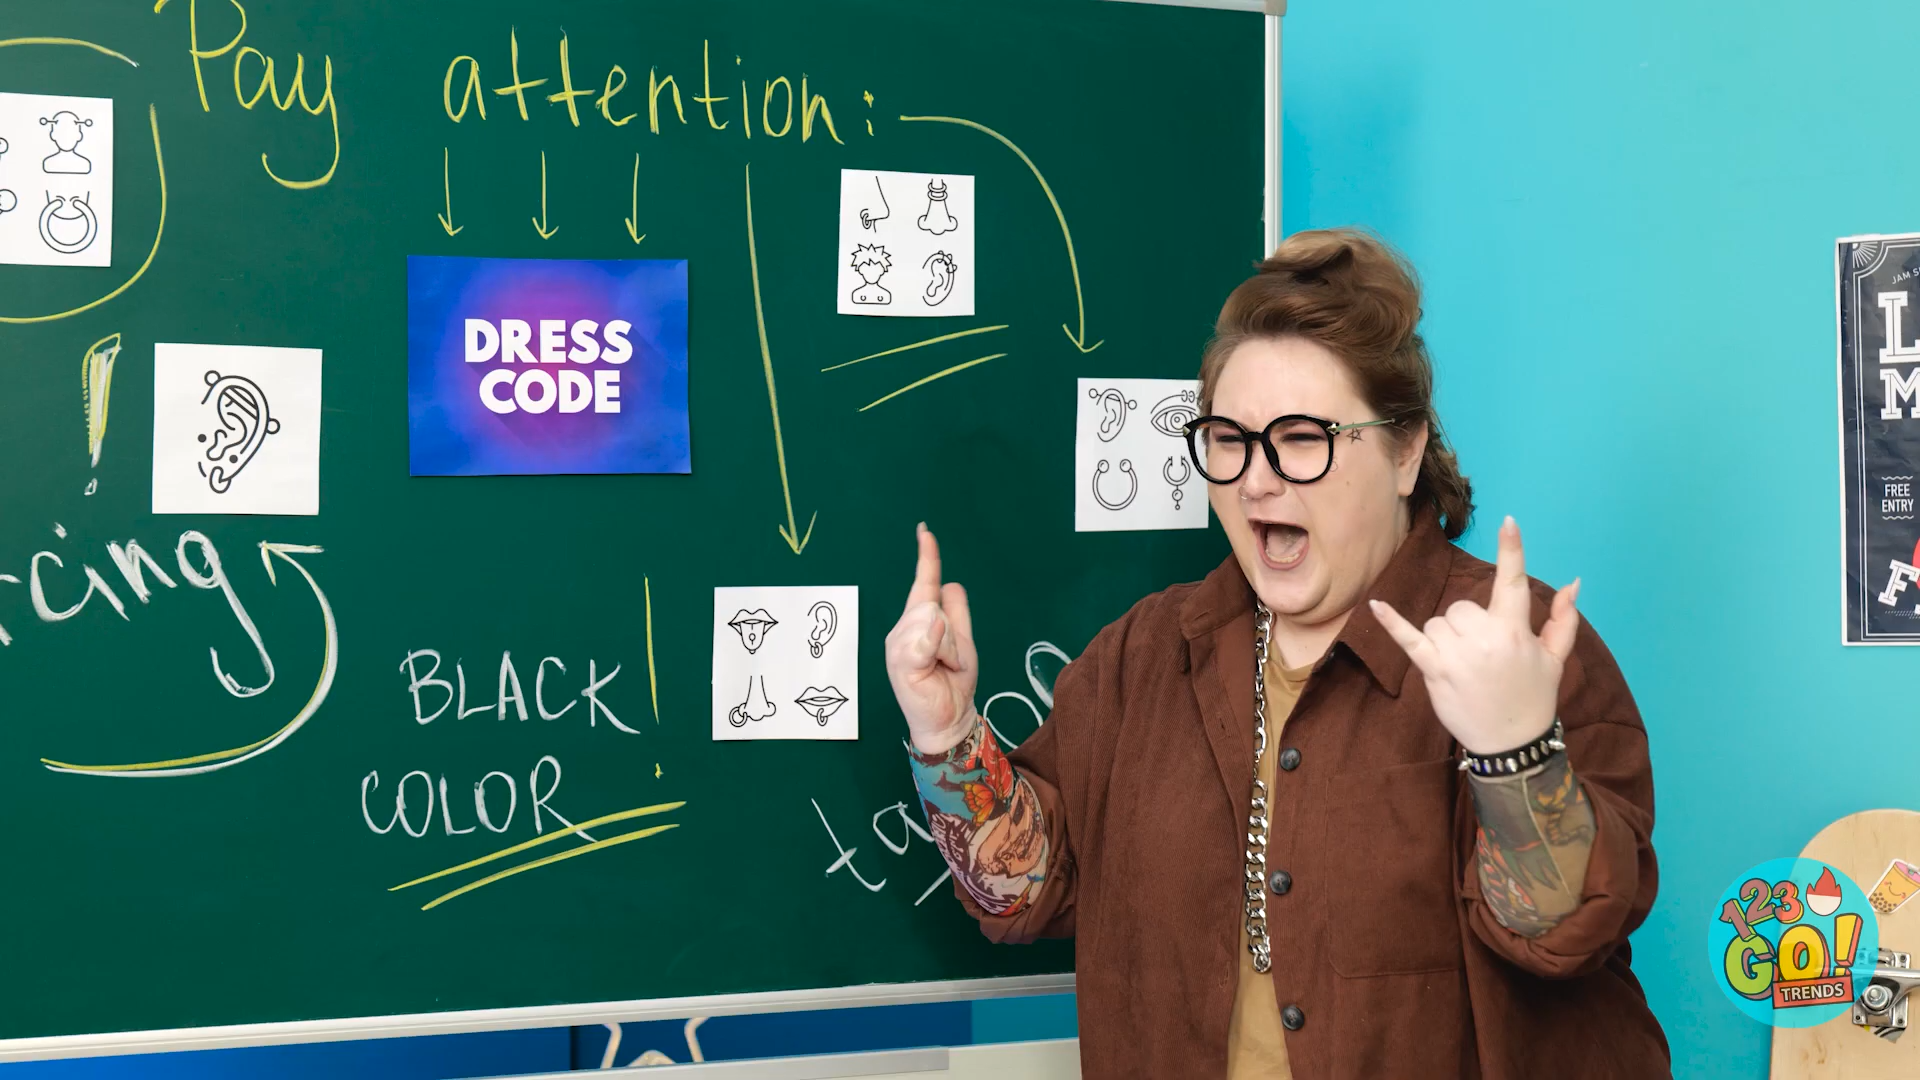 Pay attention:
DRESS
CODE
BLACK
COLOR
!
FREE
ENTRY
123
GO!
TRENDS